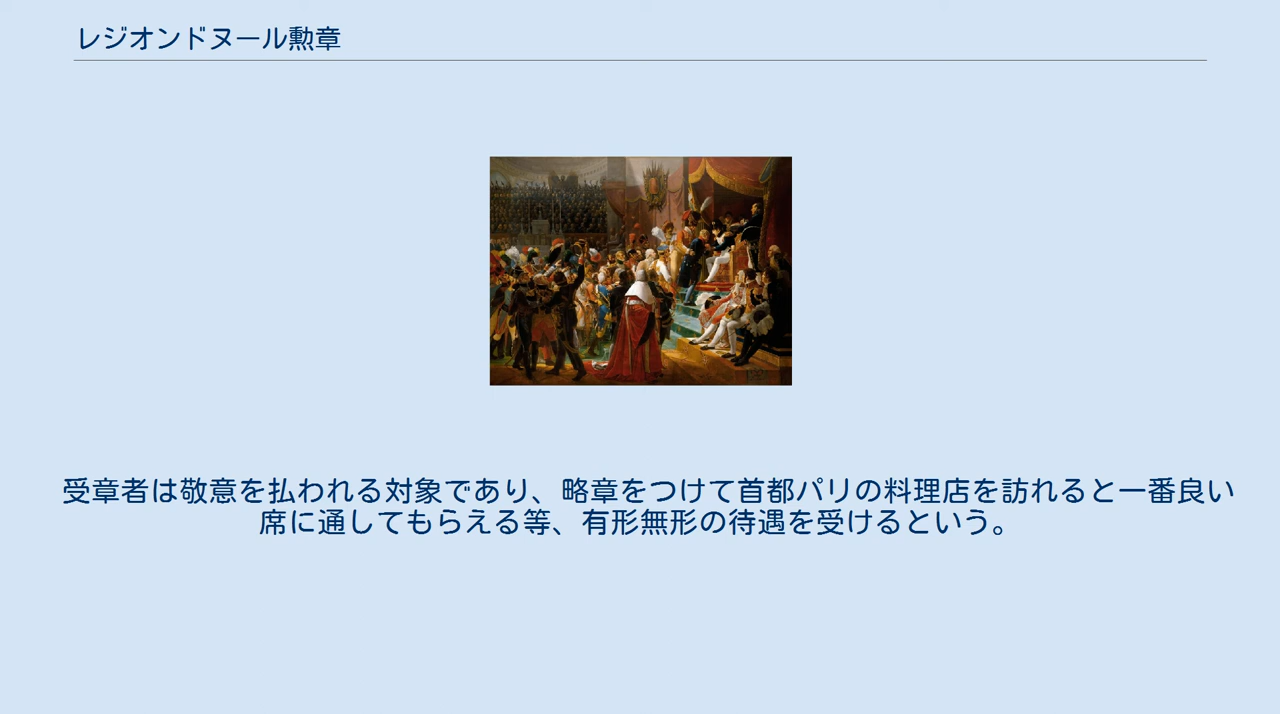 レジオンドヌール勲章
受章者は敬意を払われる対象であり、略章をつけて首都パリの料理店を訪れると一番良い
席に通してもらえる等、有形無形の待遇を受けるという。